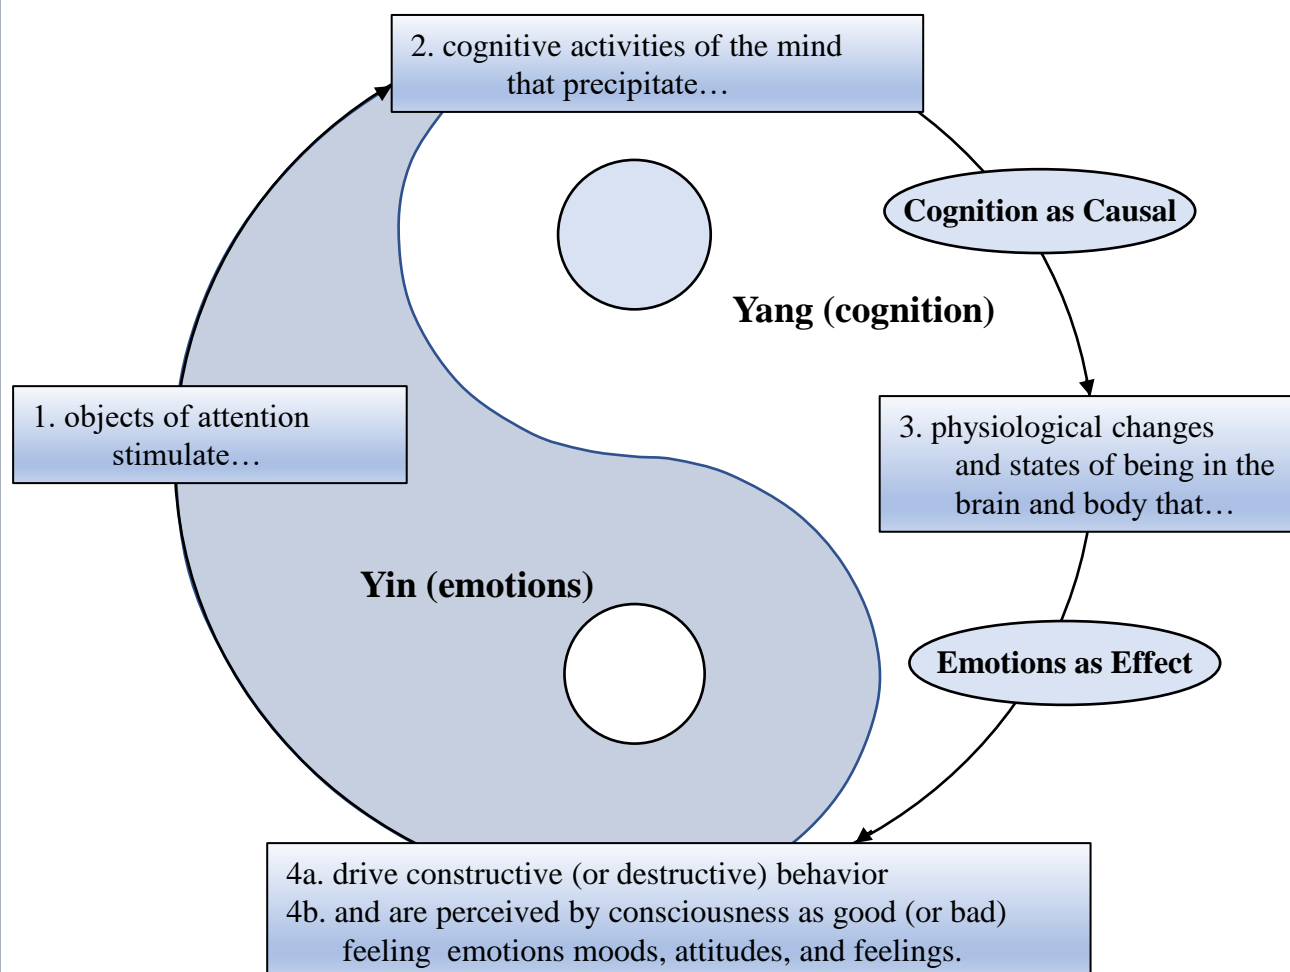 2. cognitive activities of the mind
that precipitate…
Cognition as Causal
Yang (cognition)
1. objects of attention
stimulate…
3. physiological changes
and states of being in the
brain and body that…
Yin (emotions)
Emotions as Effect
4a. drive constructive (or destructive) behavior
4b. and are perceived by consciousness as good (or bad)
feeling emotions moods, attitudes, and feelings.